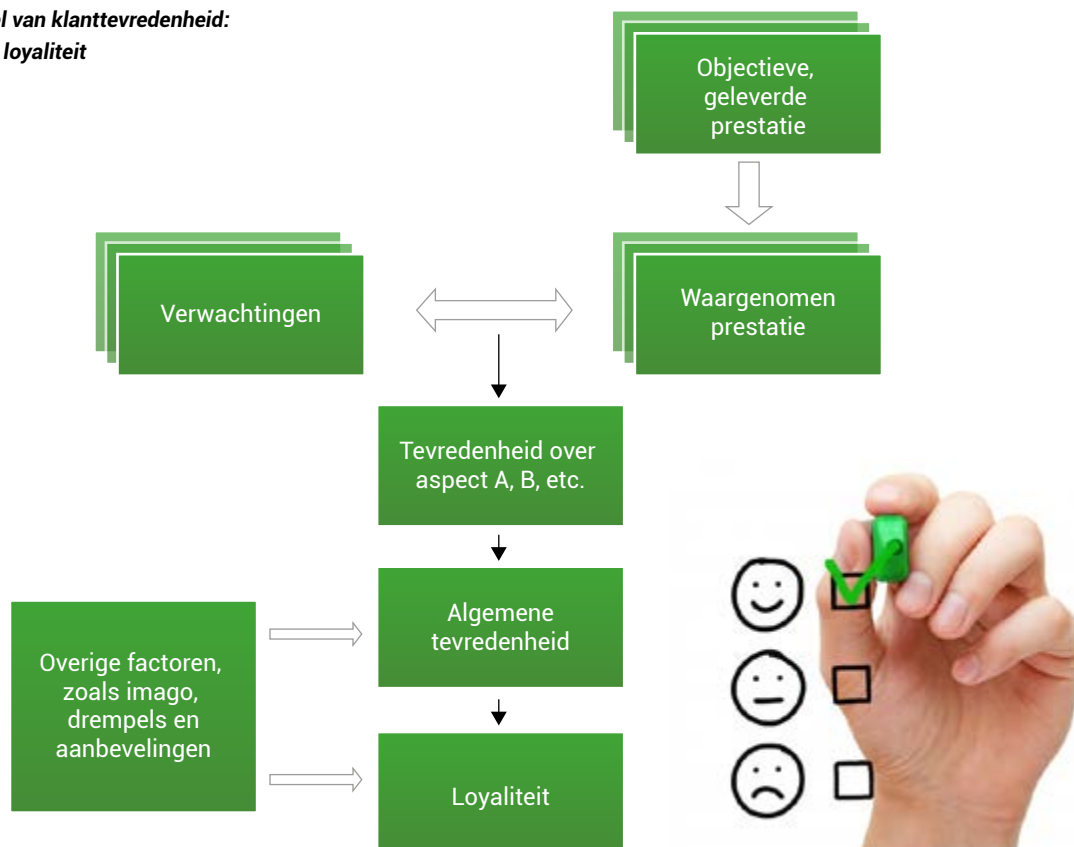 van klanttevredenheid:
loyaliteit
Objectieve,
geleverde
prestatie
Verwachtingen
Waargenomen
prestatie
Tevredenheid over
aspect A, B, etc.
Algemene
tevredenheid
Overige factoren,
zoals imago,
drempels en
aanbevelingen
Loyaliteit